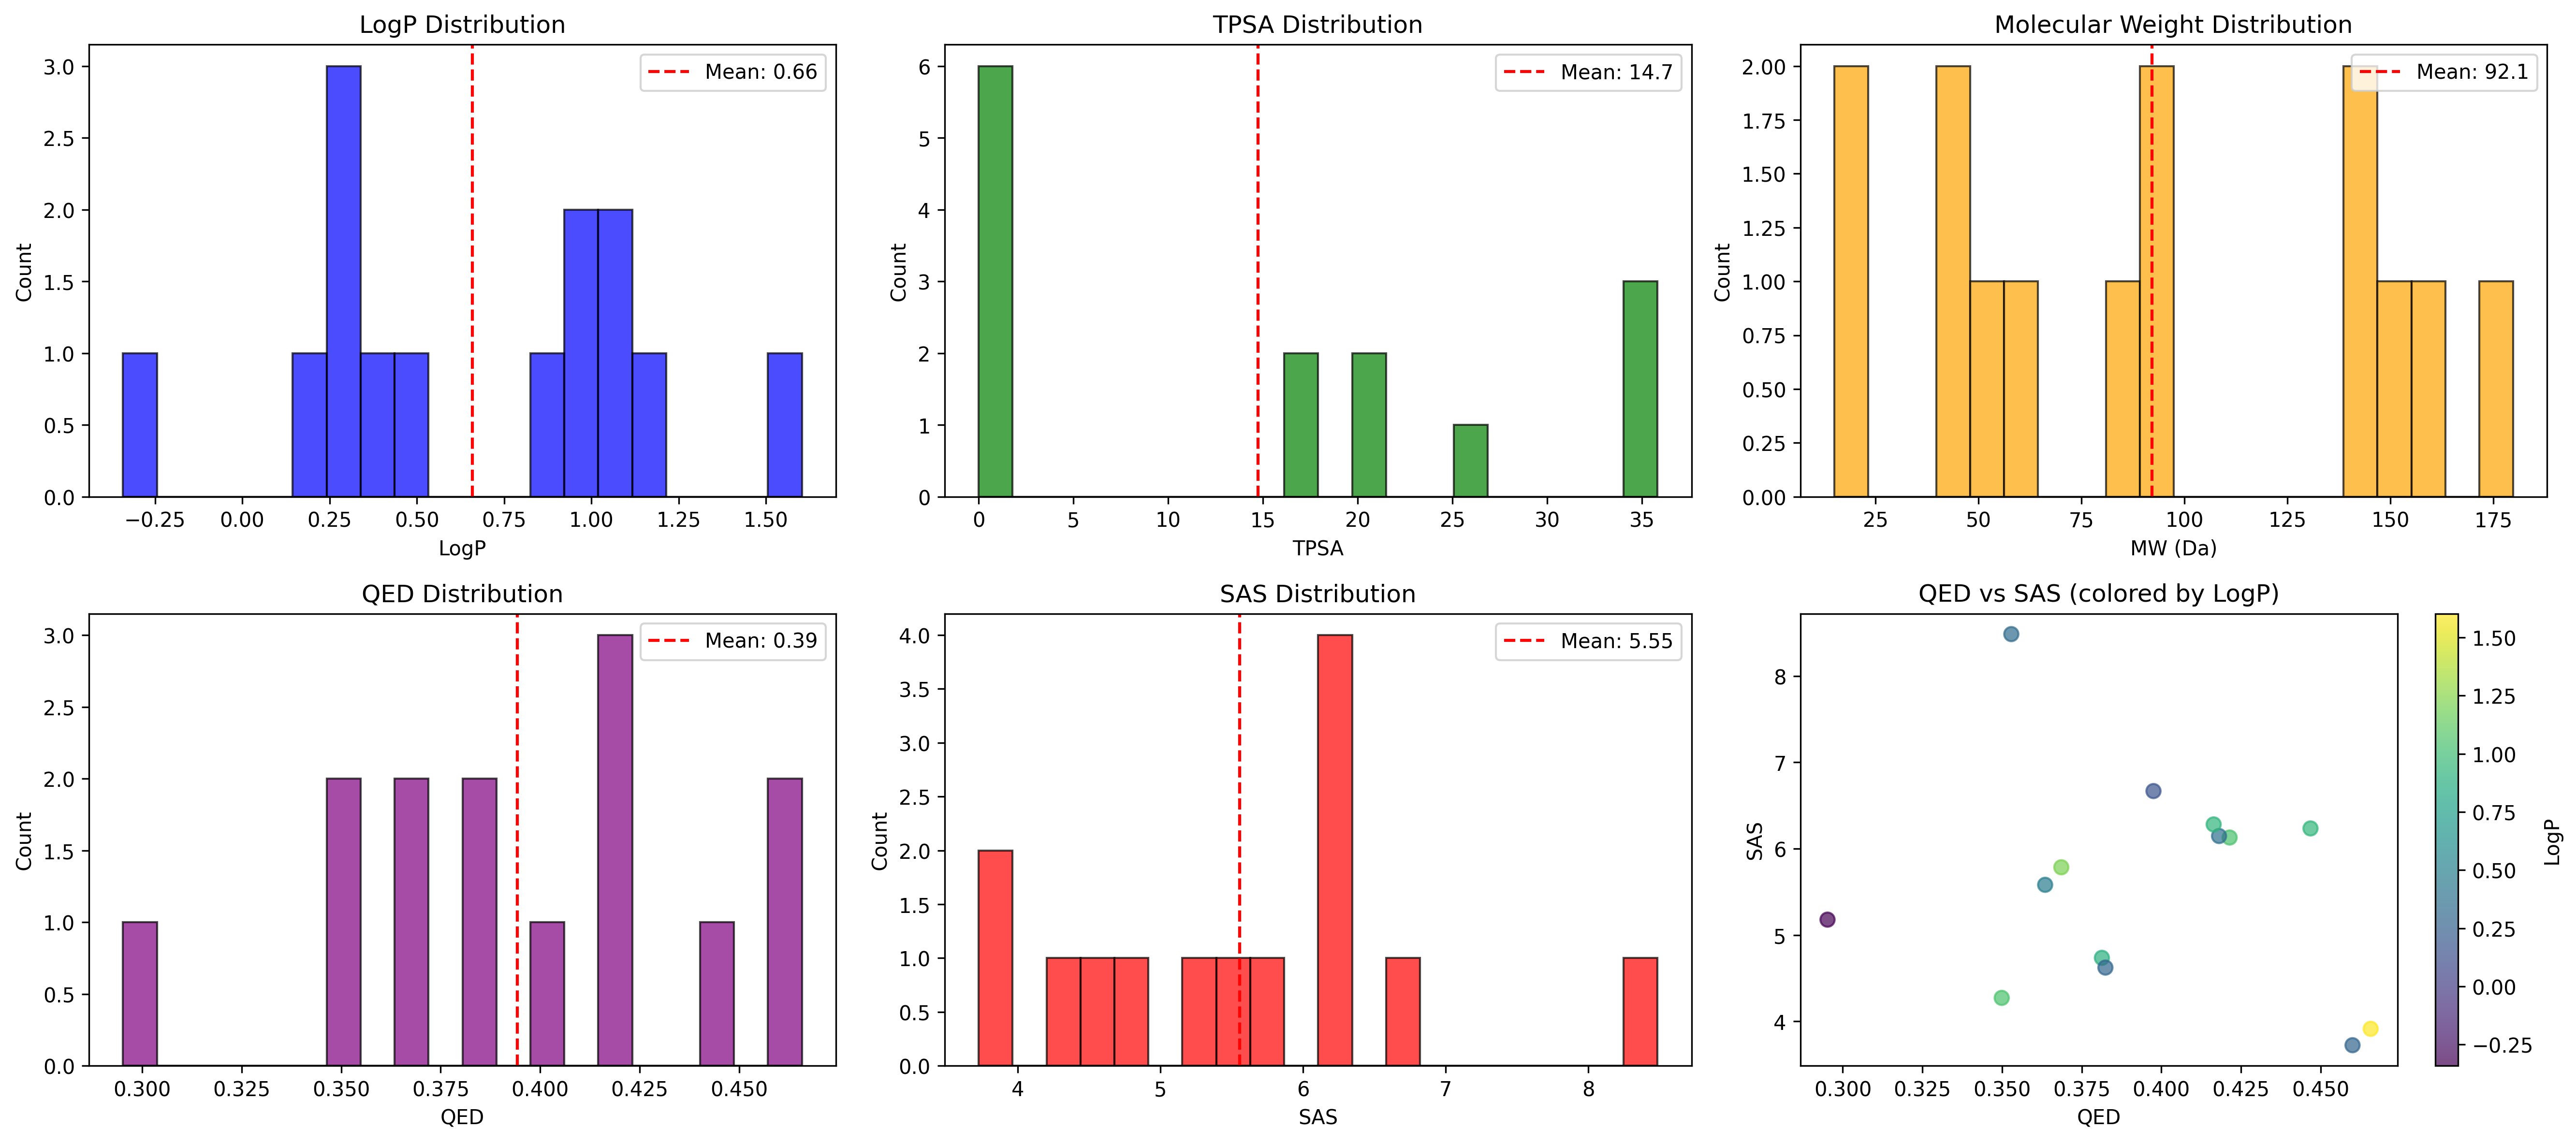 LogP Distribution
3.0
2.5
2.0
1.5
1.0
0.5
0.0
Count
Mean: 0.66
−0.25 0.00 0.25 0.50 0.75 1.00 1.25 1.50
LogP
TPSA Distribution
6
5
4
3
2
1
0
Count
Mean: 14.7
0 5 10 15 20 25 30 35
TPSA
Molecular Weight Distribution
2.00
1.75
1.50
1.25
1.00
0.75
0.50
0.25
0.00
Count
Mean: 92.1
25 50 75 100 125 150 175
MW (Da)
QED Distribution
3.0
2.5
2.0
1.5
1.0
0.5
0.0
Count
Mean: 0.39
0.300 0.325 0.350 0.375 0.400 0.425 0.450
QED
SAS Distribution
4.0
3.5
3.0
2.5
2.0
1.5
1.0
0.5
0.0
Count
Mean: 5.55
4 5 6 7 8
SAS
QED vs SAS (colored by LogP)
8
7
6
5
4
SAS
0.300 0.325 0.350 0.375 0.400 0.425 0.450
QED
1.50
1.25
1.00
0.75
0.50
0.25
0.00
−0.25
LogP